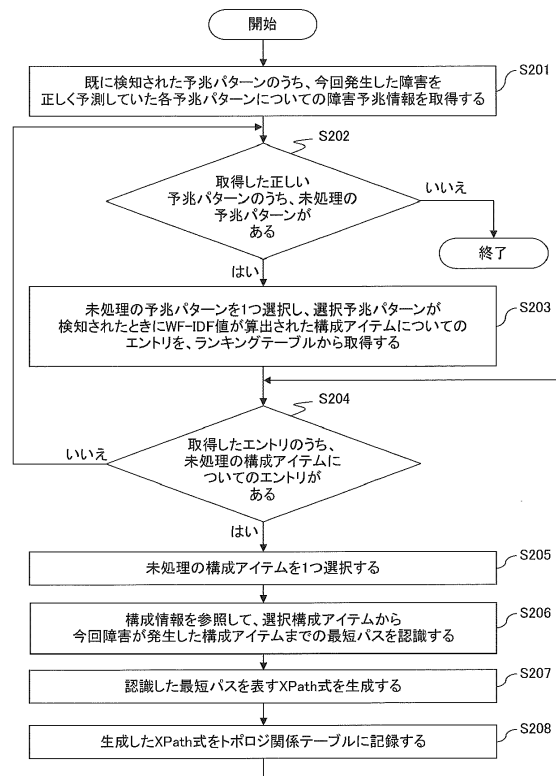 開始
S201
既に検知された予兆パターンのうち、今回発生した障害を
正しく予測していた各予兆パターンについての障害予兆情報を取得する
S202
取得した正しい
予兆パターンのうち、未処理の
予兆パターンが
ある
いいえ
終了
はい
S203
未処理の予兆パターンを1つ選択し、選択予兆パターンが
検知されたときにWF-IDF値が算出された構成アイテムについての
エントリを、ランキングテーブルから取得する
S204
取得したエントリのうち、
未処理の構成アイテムに
ついてのエントリが
ある
いいえ
はい
S205
未処理の構成アイテムを1つ選択する
S206
構成情報を参照して、選択構成アイテムから
今回障害が発生した構成アイテムまでの最短パスを認識する
S207
認識した最短パスを表すXPath式を生成する
S208
生成したXPath式をトポロジ関係テーブルに記録する